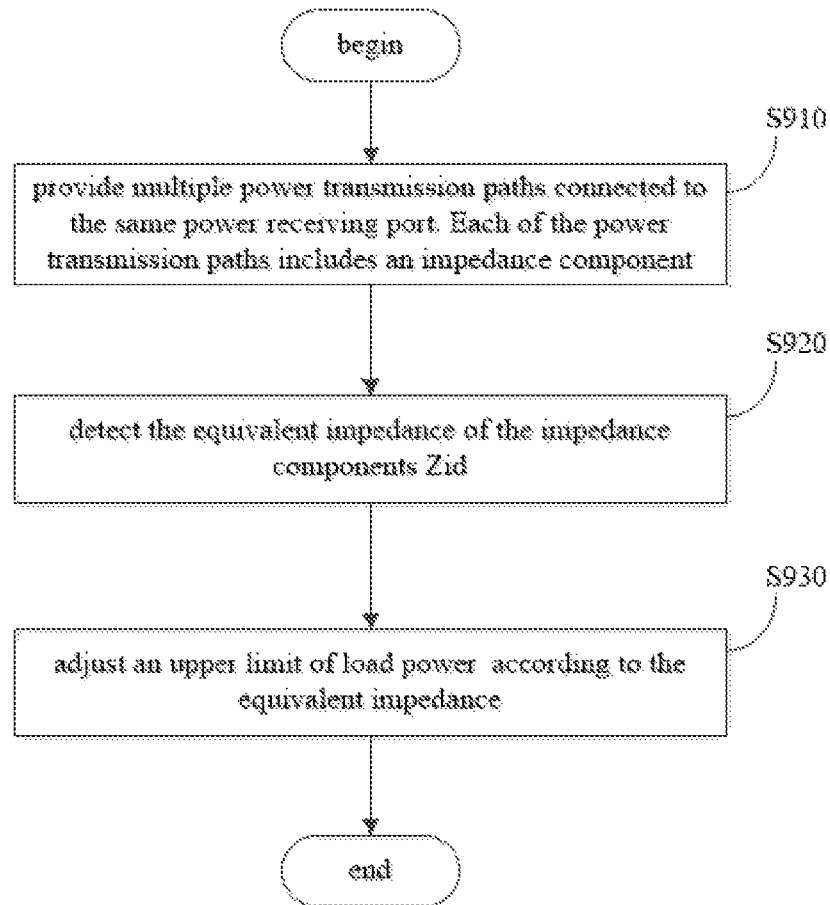 begin
S910
provide multiple power transmission paths connected to
the same power receiving port. Each of the power
transmission paths includes an impedance component
S920
detect the equivalent impedance of the impedance
components Zid
S930
adjust an upper limit of load power according to the
equivalent impedance
end